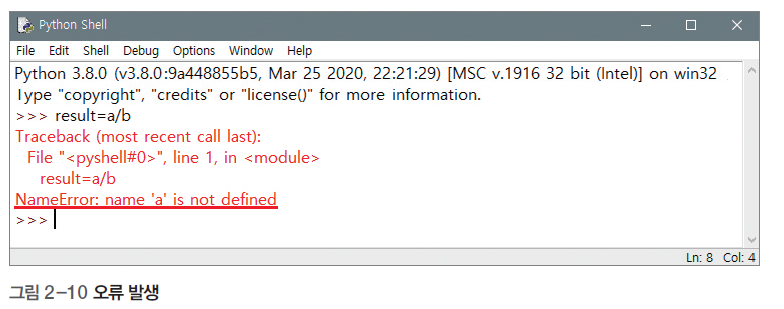 Python Shell
File Edit Shell Debug Options Window Help
Python 3.8.0 (v3.8.0:9a448855b5, Mar 25 2020, 22:21:29) [MSC v.1916 32 bit (Intel)] on win32
Type "copyright", "credits" or "license()" for more information.
>>> result=a/b
Traceback (most recent call last):
  File "<pyshell#0>", line 1, in <module>
    result=a/b
NameError: name 'a' is not defined
>>>
Ln: 8 Col: 4
그림 2-10 오류 발생